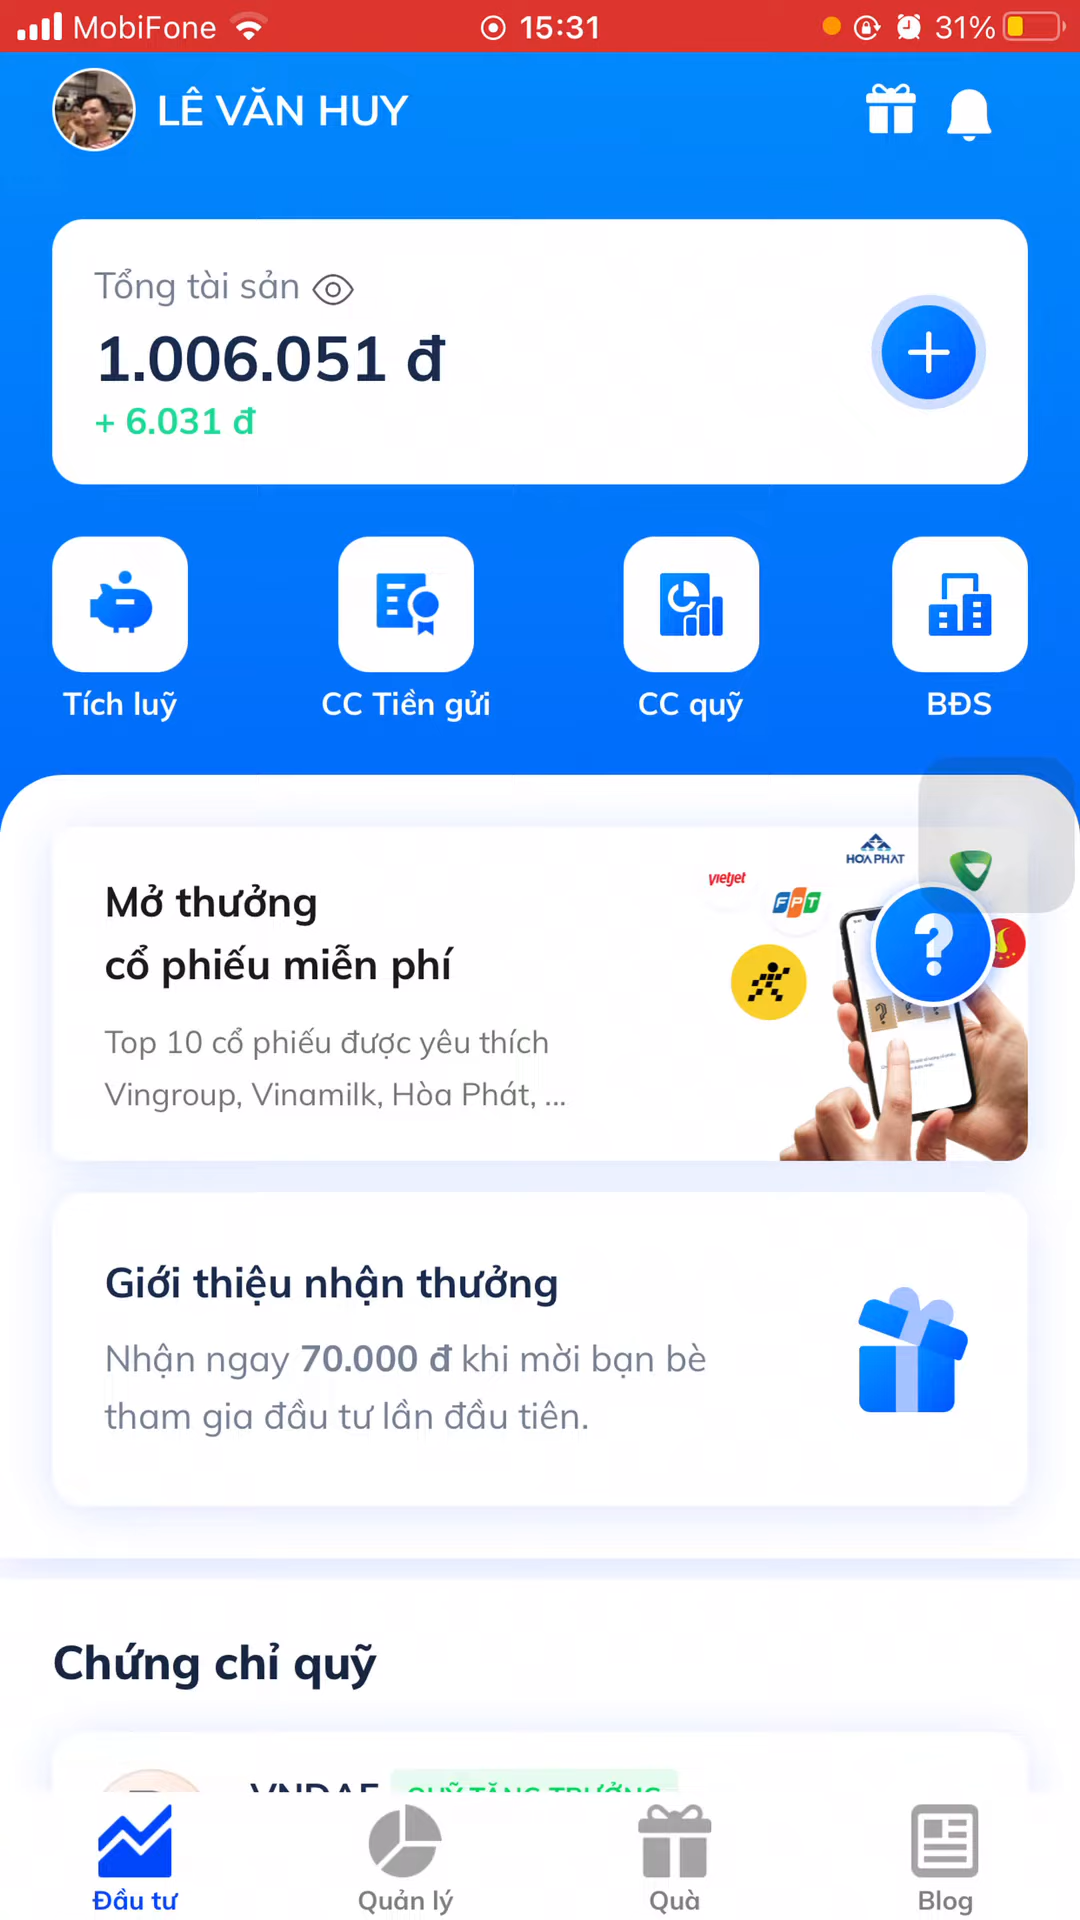 MobiFone 15:31 31%
LÊ VĂN HUY
Tổng tài sản
1.006.051 đ
+ 6.031 đ
Tích luỹ CC Tiền gửi CC quỹ BĐS
HOA PHAT
vietjet
FPT
Mở thưởng
cổ phiếu miễn phí
Top 10 cổ phiếu được yêu thích
Vingroup, Vinamilk, Hòa Phát, ...
?
Giới thiệu nhận thưởng
Nhận ngay 70.000 đ khi mời bạn bè
tham gia đầu tư lần đầu tiên.
Chứng chỉ quỹ
VNDAF QUỸ TĂNG TRƯỞNG
Đầu tư Quản lý Quà Blog